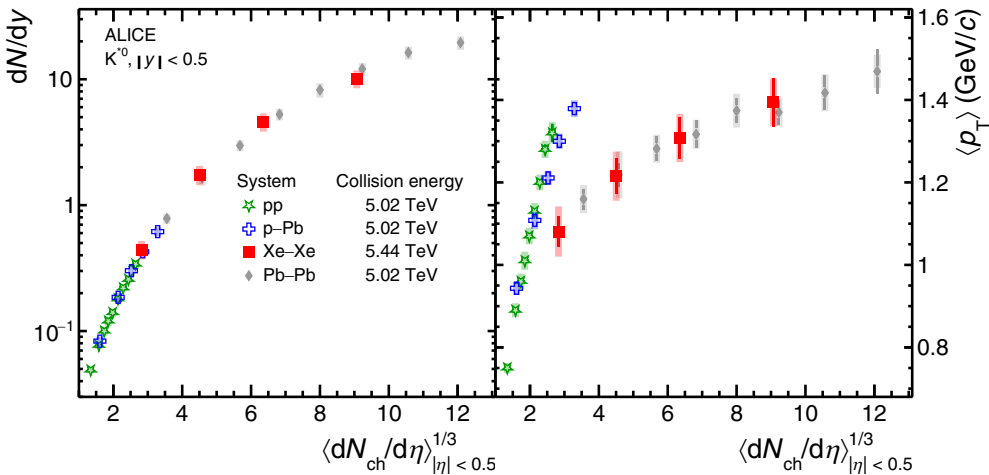 dN/dy
ALICE
K*0, |y| < 0.5
10
1
10−1
System Collision energy
pp 5.02 TeV
p–Pb 5.02 TeV
Xe–Xe 5.44 TeV
Pb–Pb 5.02 TeV
2 4 6 8 10 12
⟨dNch/dη⟩1/3|η| < 0.5
1.6
1.4
1.2
1
0.8
⟨pT⟩ (GeV/c)
2 4 6 8 10 12
⟨dNch/dη⟩1/3|η| < 0.5